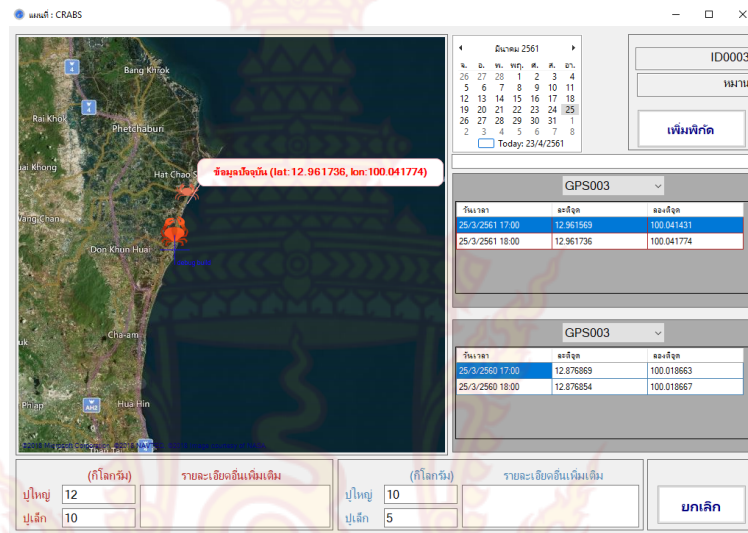 แผนที่ : CRABS
Bang Khrok
Rai Khok
Phetchaburi
Hat Chao S
ข้อมูลปัจจุบัน (lat:12.961736, lon:100.041774)
Don Khun Huai
Cha-am
Phiap
AH2
Hua Hin
Than Tai
มีนาคม 2561
จ. อ. พ. พฤ. ศ. ส. อา.
26 27 28 1 2 3 4
5 6 7 8 9 10 11
12 13 14 15 16 17 18
19 20 21 22 23 24 25
26 27 28 29 30 31 1
2 3 4 5 6 7 8
Today: 23/4/2561
ID0003
หมาน
เพิ่มพิกัด
GPS003
วันเวลา ละติจูด ลองติจูด
25/3/2561 17:00 12.961569 100.041431
25/3/2561 18:00 12.961736 100.041774
GPS003
วันเวลา ละติจูด ลองติจูด
25/3/2560 17:00 12.876869 100.018663
25/3/2560 18:00 12.876854 100.018667
(กิโลกรัม) รายละเอียดอื่นเพิ่มเติม
ปูใหญ่ 12
ปูเล็ก 10
(กิโลกรัม) รายละเอียดอื่นเพิ่มเติม
ปูใหญ่ 10
ปูเล็ก 5
ยกเลิก